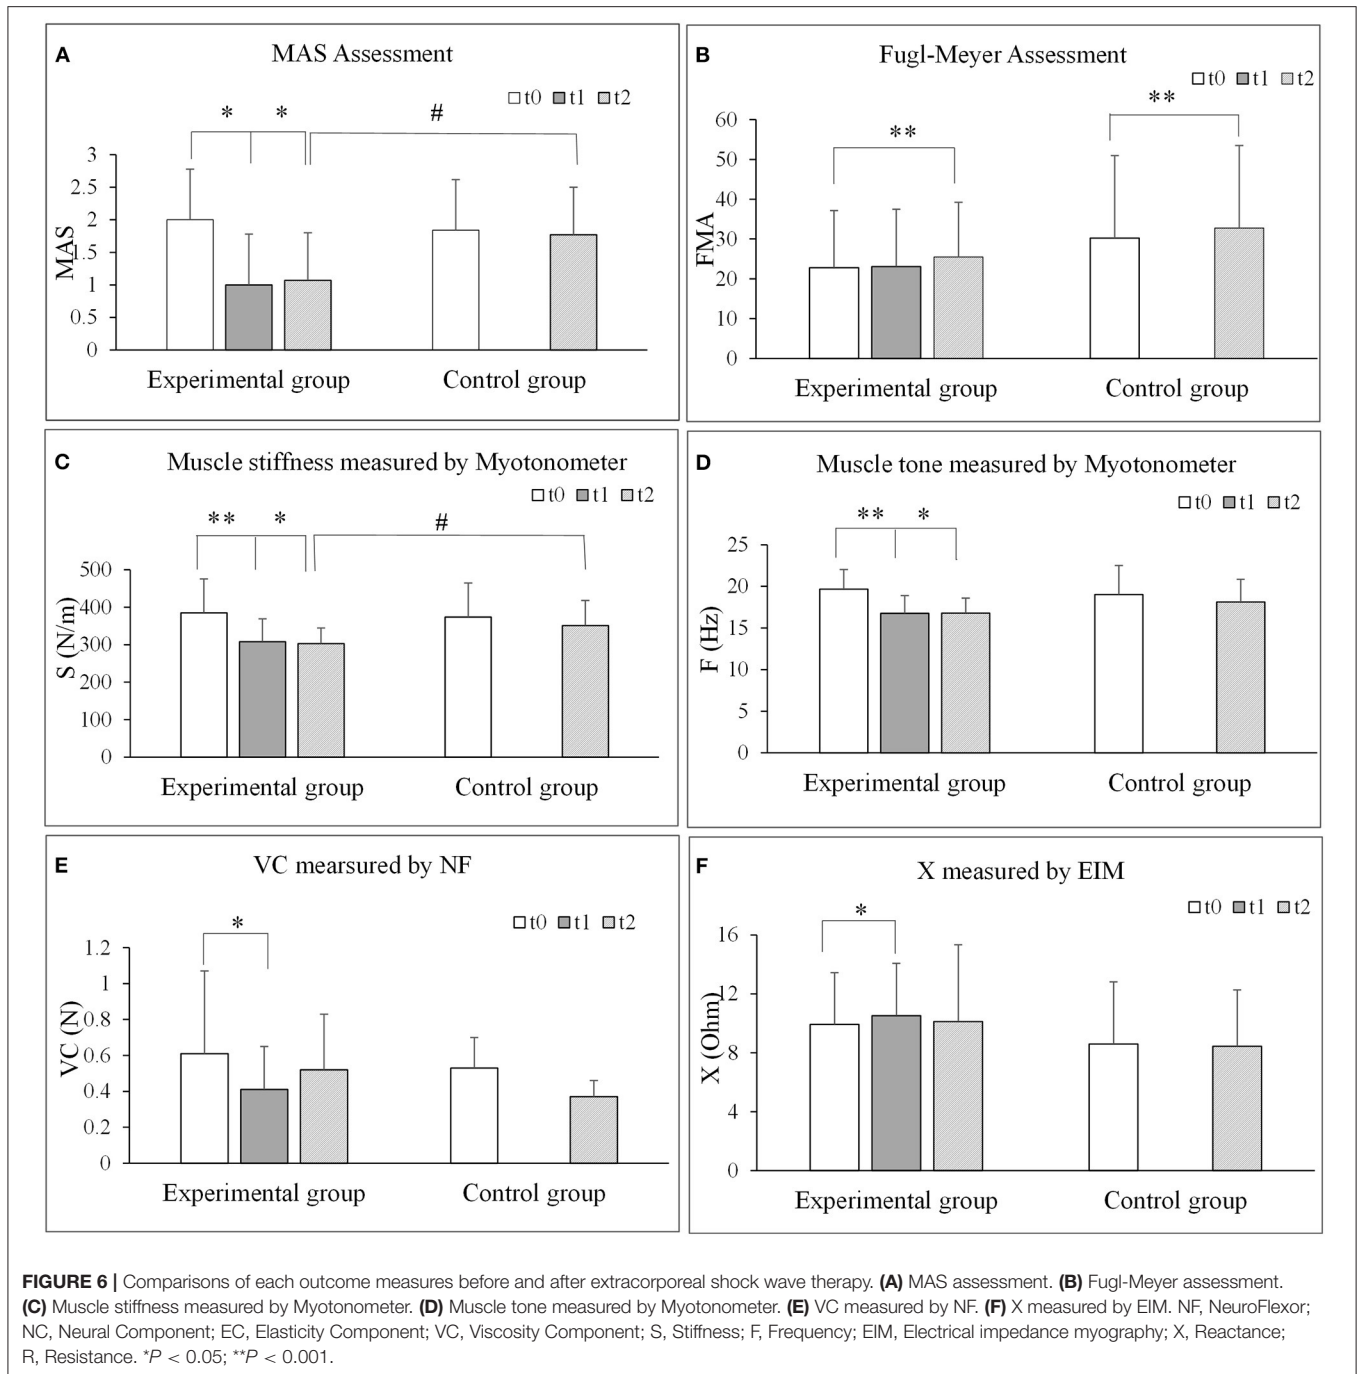 A
MAS Assessment
t0 t1 t2
* * #
3
2.5
2
1.5
1
0.5
0
MAS
Experimental group Control group
B
Fugl-Meyer Assessment
t0 t1 t2
** **
60
50
40
30
20
10
0
FMA
Experimental group Control group
C
Muscle stiffness measured by Myotonometer
t0 t1 t2
** * #
500
400
300
200
100
0
S (N/m)
Experimental group Control group
D
Muscle tone measured by Myotonometer
t0 t1 t2
** *
25
20
15
10
5
0
F (Hz)
Experimental group Control group
E
VC mearsured by NF
t0 t1 t2
*
1.2
1
0.8
0.6
0.4
0.2
0
VC (N)
Experimental group Control group
F
X measured by EIM
t0 t1 t2
*
16
12
8
4
0
X (Ohm)
Experimental group Control group
FIGURE 6 | Comparisons of each outcome measures before and after extracorporeal shock wave therapy. (A) MAS assessment. (B) Fugl-Meyer assessment.
(C) Muscle stiffness measured by Myotonometer. (D) Muscle tone measured by Myotonometer. (E) VC measured by NF. (F) X measured by EIM. NF, NeuroFlexor;
NC, Neural Component; EC, Elasticity Component; VC, Viscosity Component; S, Stiffness; F, Frequency; EIM, Electrical impedance myography; X, Reactance;
R, Resistance. *P < 0.05; **P < 0.001.